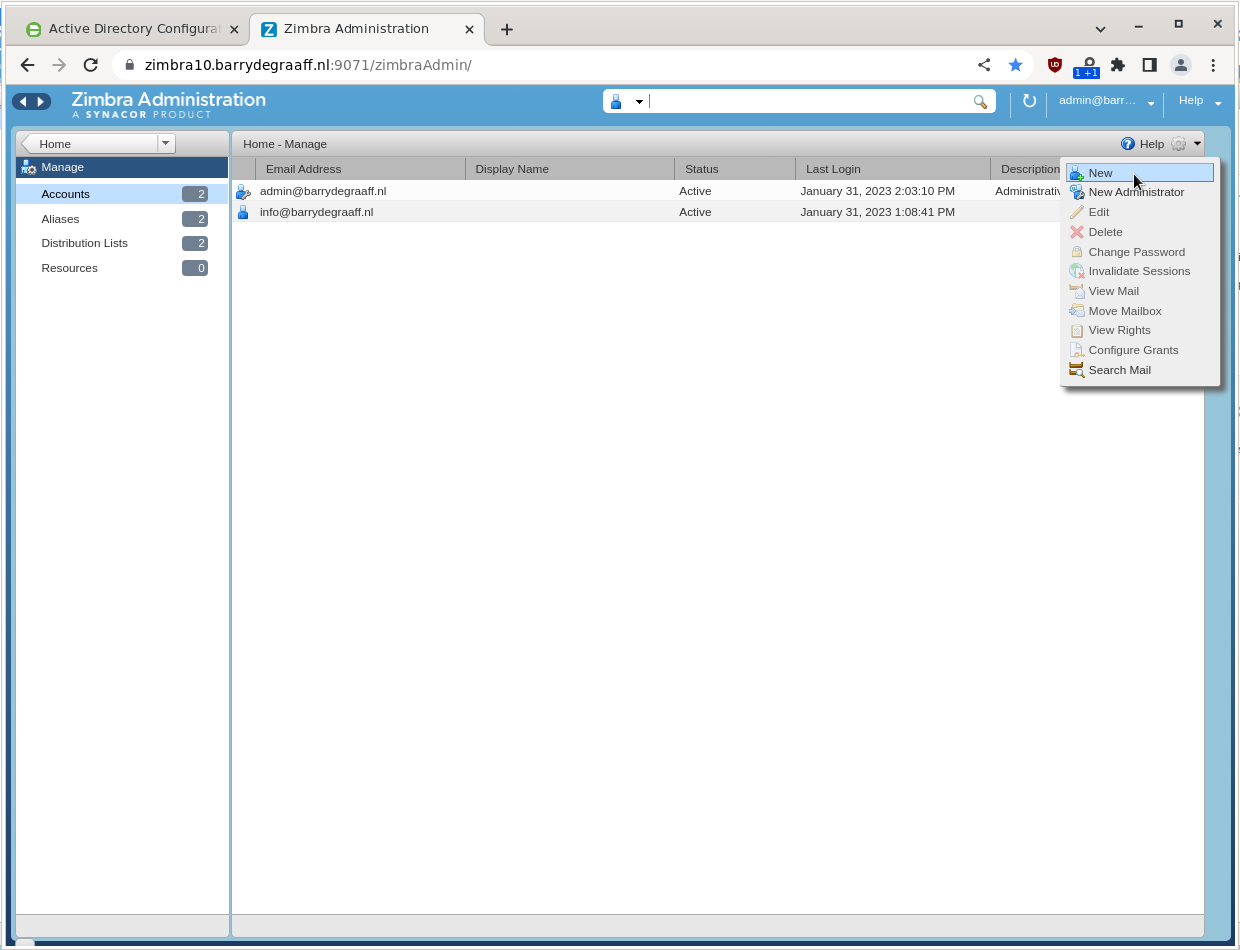 Active Directory Configurat
Zimbra Administration
zimbra10.barrydegraaff.nl:9071/zimbraAdmin/
1 +1
Zimbra Administration
A SYNACOR PRODUCT
admin@barr...
Help
Home
Home - Manage
Help
Manage
Email Address Display Name Status Last Login Description
Accounts 2
Aliases 2
Distribution Lists 2
Resources 0
admin@barrydegraaff.nl Active January 31, 2023 2:03:10 PM Administrativ
info@barrydegraaff.nl Active January 31, 2023 1:08:41 PM
New
New Administrator
Edit
Delete
Change Password
Invalidate Sessions
View Mail
Move Mailbox
View Rights
Configure Grants
Search Mail